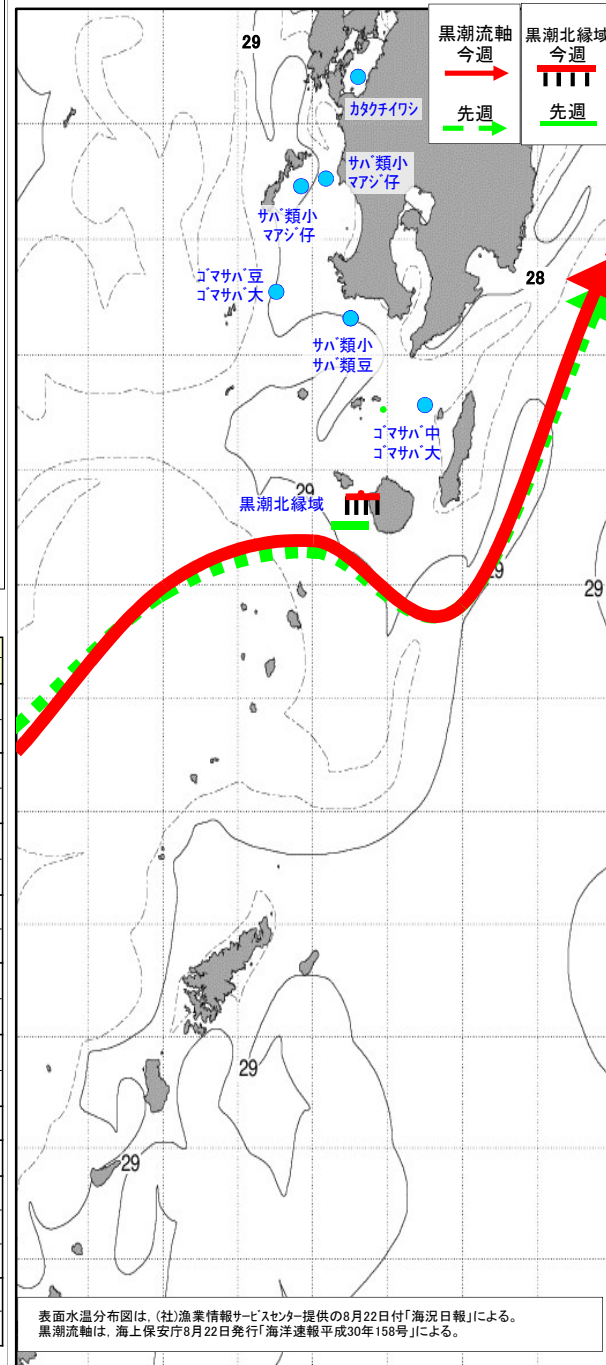 黒潮流軸
今週
先週
黒潮北縁域
今週
先週
29
ｶﾀｸﾁｲﾜｼ
ｻﾊﾞ類小
ﾏｱｼﾞ仔
ｻﾊﾞ類小
ﾏｱｼﾞ仔
ｺﾞﾏｻﾊﾞ豆
ｺﾞﾏｻﾊﾞ大
28
ｻﾊﾞ類小
ｻﾊﾞ類豆
ｺﾞﾏｻﾊﾞ中
ｺﾞﾏｻﾊﾞ大
29
黒潮北縁域
29
29
29
29
表面水温分布図は，(社)漁業情報ｻｰﾋﾞｽｾﾝﾀｰ提供の8月22日付「海況日報」による。
黒潮流軸は，海上保安庁8月22日発行「海洋速報平成30年158号」による。